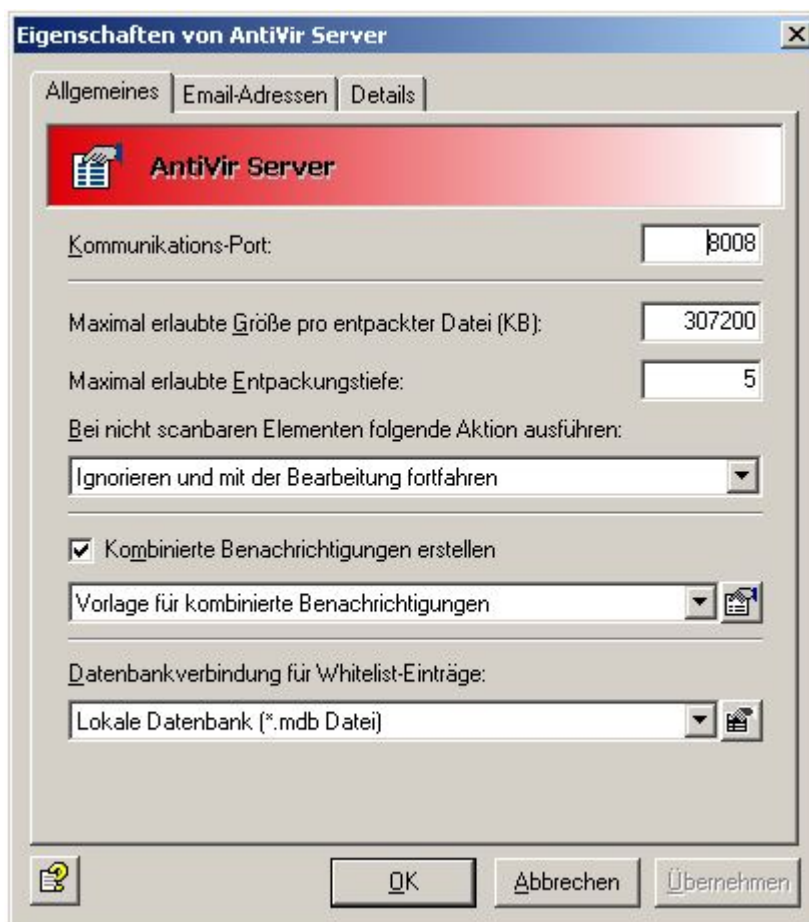 Eigenschaften von AntiVir Server
Allgemeines Email-Adressen Details
AntiVir Server
Kommunikations-Port: 8008
Maximal erlaubte Größe pro entpackter Datei (KB): 307200
Maximal erlaubte Entpackungstiefe: 5
Bei nicht scanbaren Elementen folgende Aktion ausführen:
Ignorieren und mit der Bearbeitung fortfahren
Kombinierte Benachrichtigungen erstellen
Vorlage für kombinierte Benachrichtigungen
Datenbankverbindung für Whitelist-Einträge:
Lokale Datenbank (*.mdb Datei)
OK Abbrechen Übernehmen